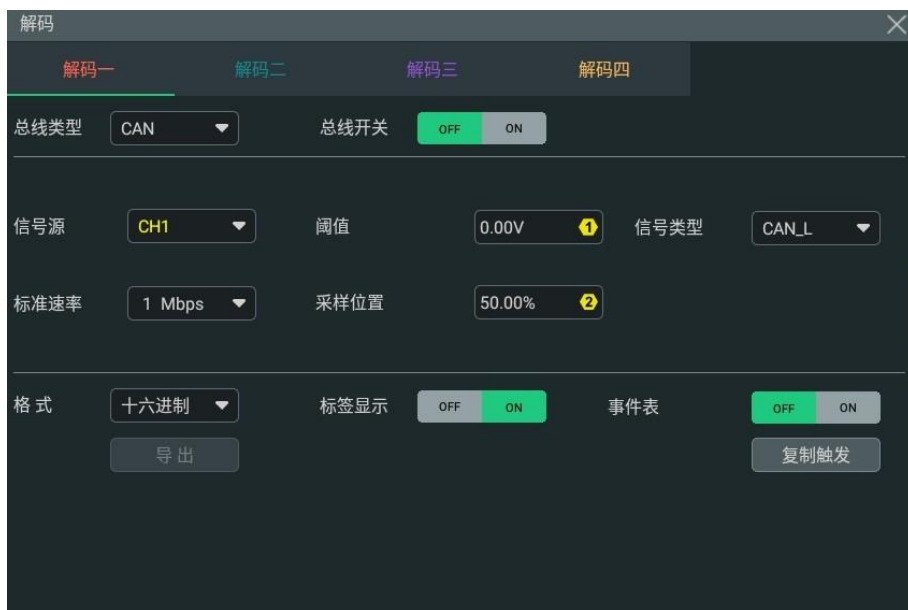 解码
解码一 解码二 解码三 解码四
总线类型 CAN 总线开关 OFF ON
信号源 CH1 阈值 0.00V 1 信号类型 CAN_L
标准速率 1 Mbps 采样位置 50.00% 2
格式 十六进制 标签显示 OFF ON 事件表 OFF ON
导出 复制触发